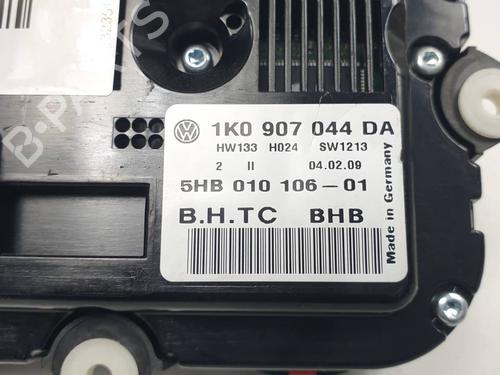 1K0 907 044 DA
HW133 H024 SW1213
2 II 04.02.09
5HB 010 106-01
B.H.TC BHB
Made in Germany
B-PARTS